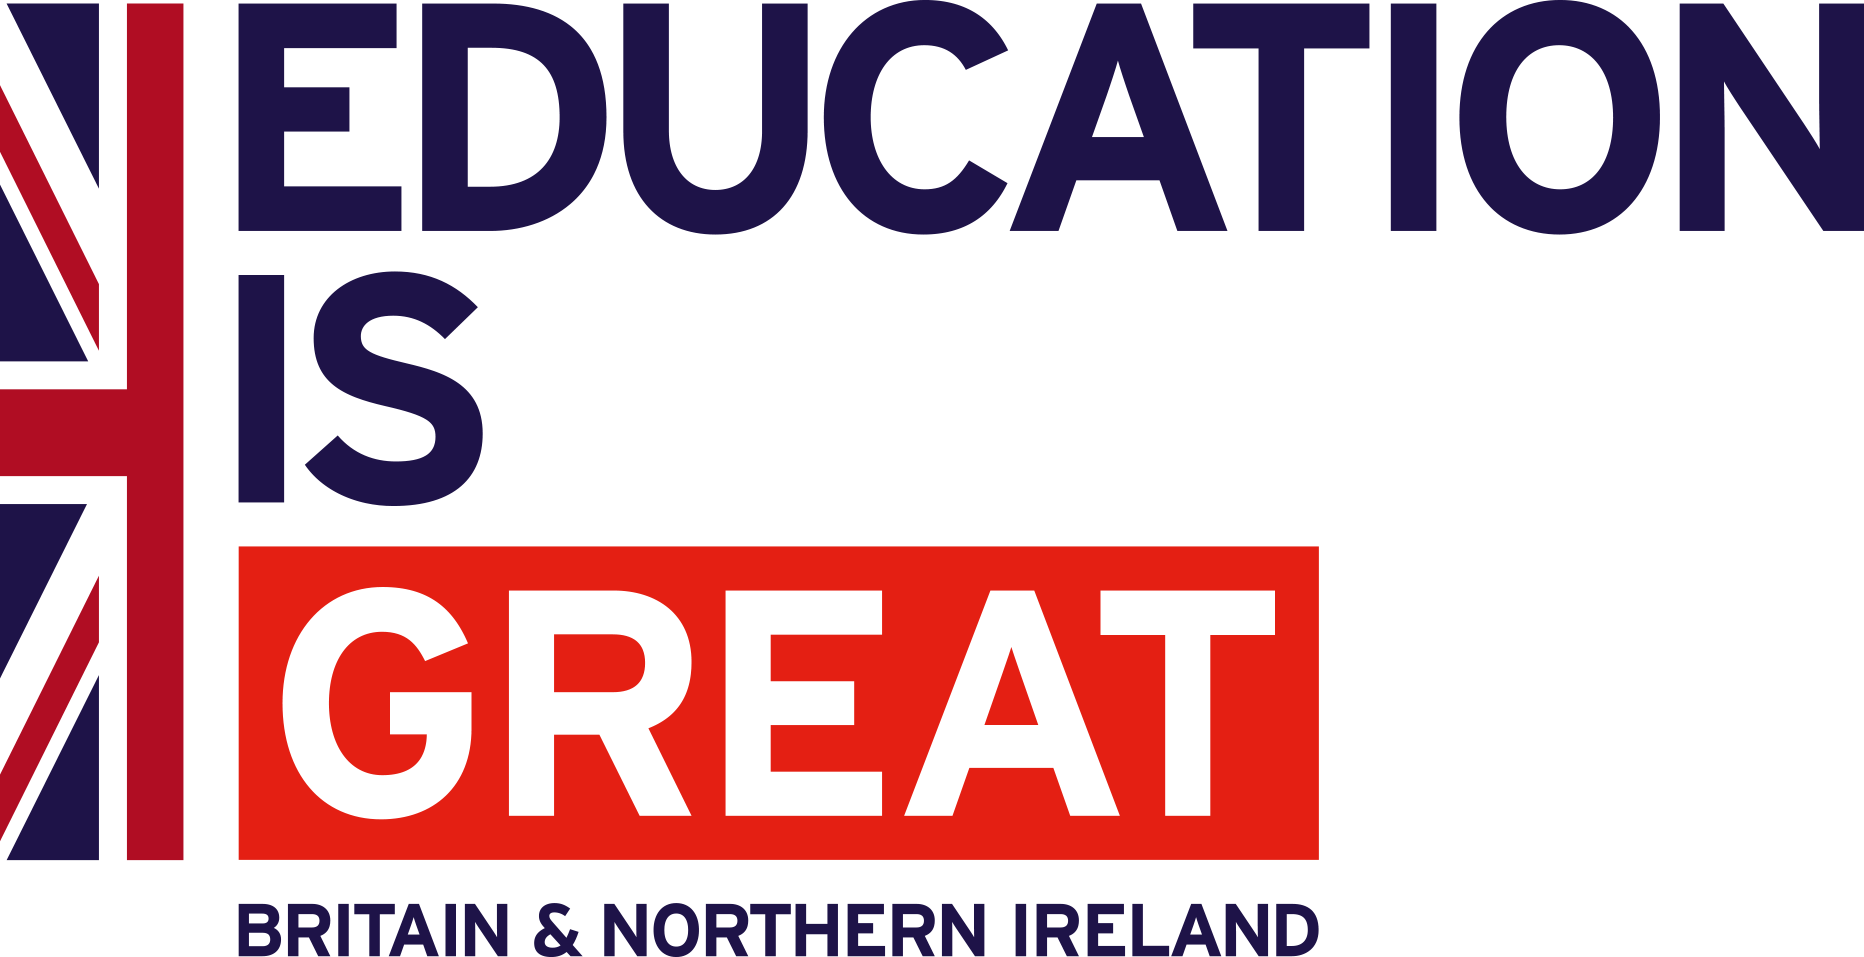 EDUCATION
IS
GREAT
BRITAIN & NORTHERN IRELAND